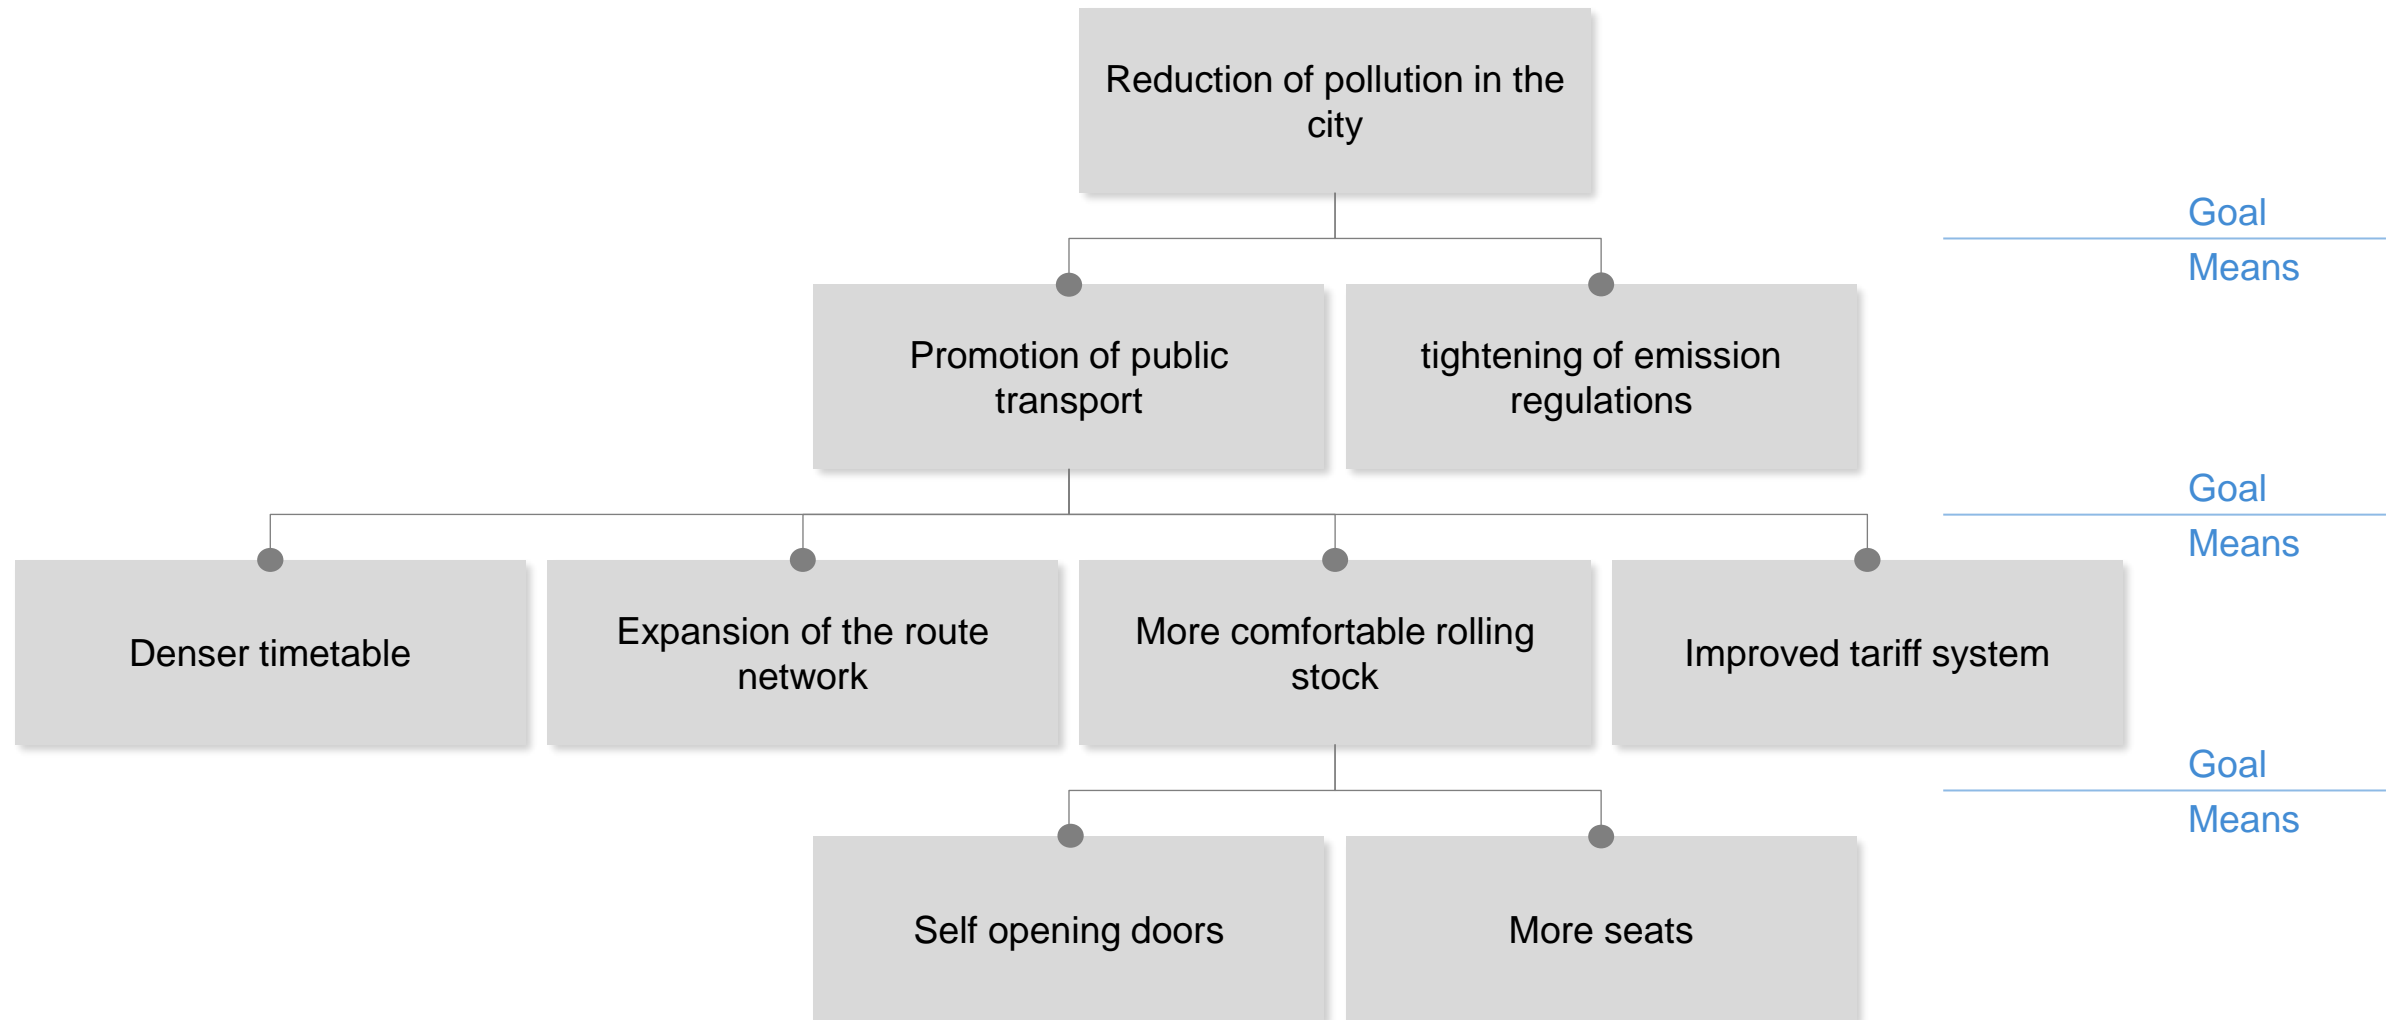 Reduction of pollution in the
city
Goal
Means
Promotion of public
transport
tightening of emission
regulations
Goal
Means
Denser timetable
Expansion of the route
network
More comfortable rolling
stock
Improved tariff system
Goal
Means
Self opening doors
More seats